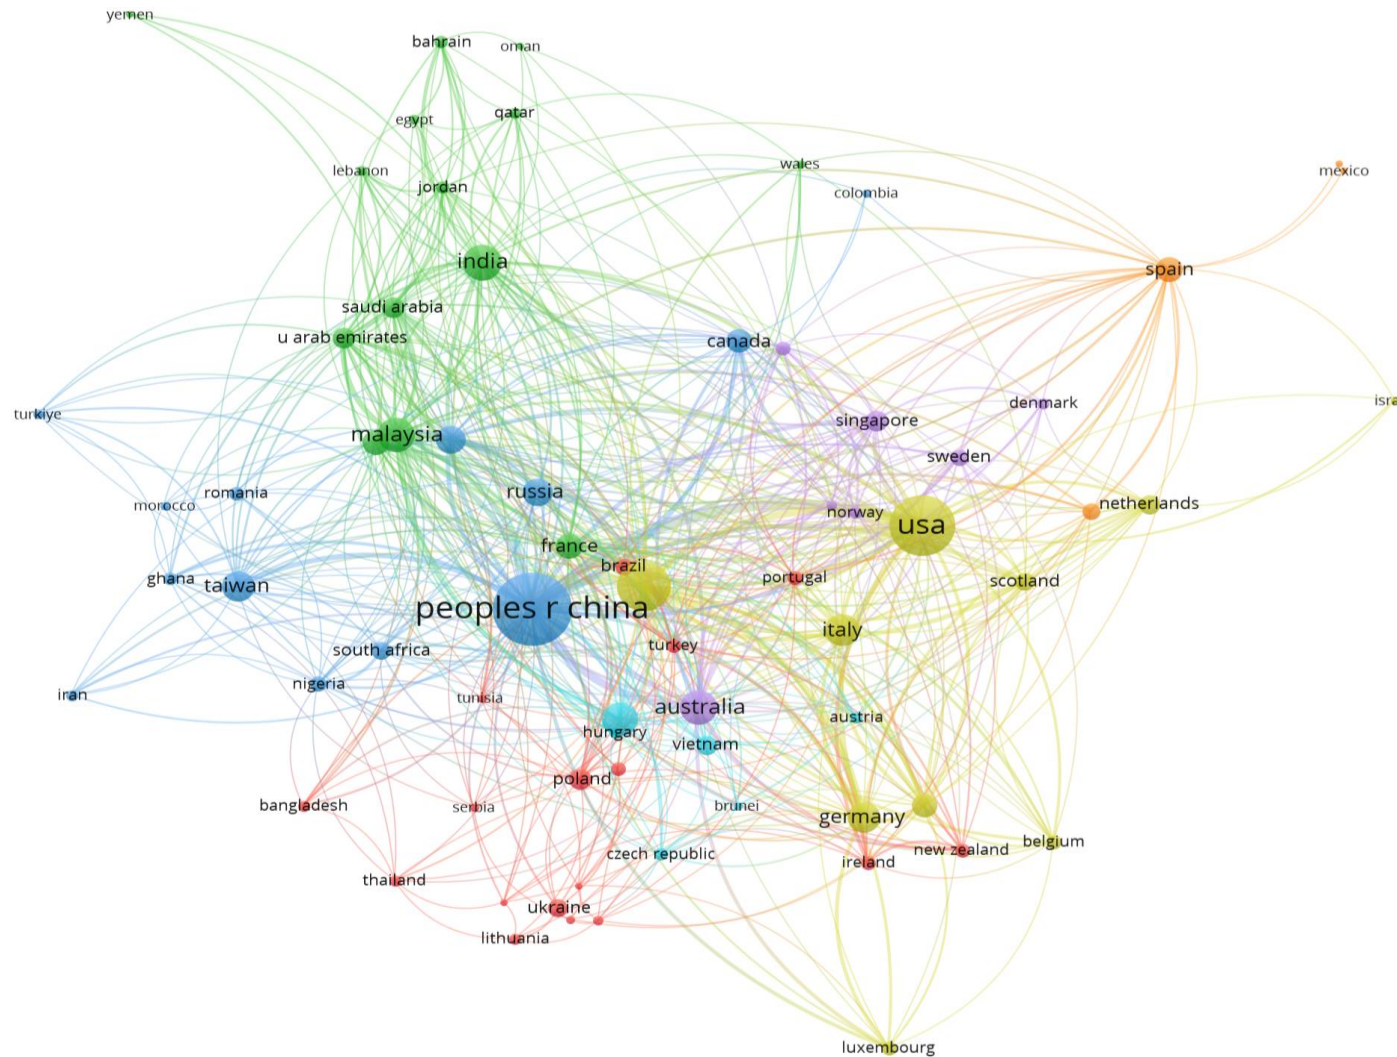 yemen
bahrain
oman
egypt
qatar
lebanon
jordan
wales
colombia
mexico
india
spain
saudi arabia
u arab emirates
canada
turkiye
denmark
isra
singapore
malaysia
sweden
romania
russia
morocco
norway
netherlands
usa
france
brazil
portugal
scotland
ghana
taiwan
peoples r china
italy
turkey
south africa
nigeria
iran
tunisia
australia
austria
hungary
vietnam
poland
bangladesh
serbia
brunei
germany
czech republic
ireland
new zealand
belgium
thailand
ukraine
lithuania
luxembourg